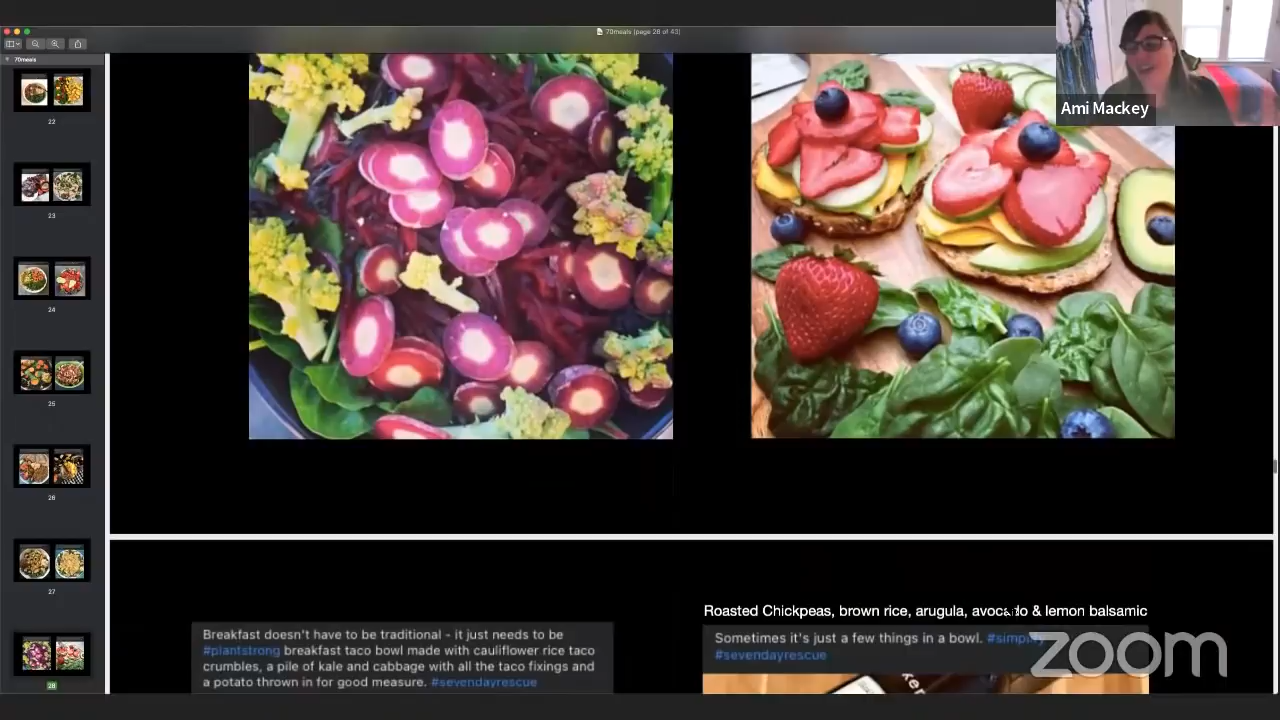 70meals (page 28 of 43)
70meals
22
23
24
25
26
27
28
Ami Mackey
Breakfast doesn't have to be traditional - it just needs to be
#plantstrong breakfast taco bowl made with cauliflower rice taco
crumbles, a pile of kale and cabbage with all the taco fixings and
a potato thrown in for good measure. #sevendayrescue
Roasted Chickpeas, brown rice, arugula, avocado & lemon balsamic
Sometimes it's just a few things in a bowl. #simplify
#sevendayrescue
zoom